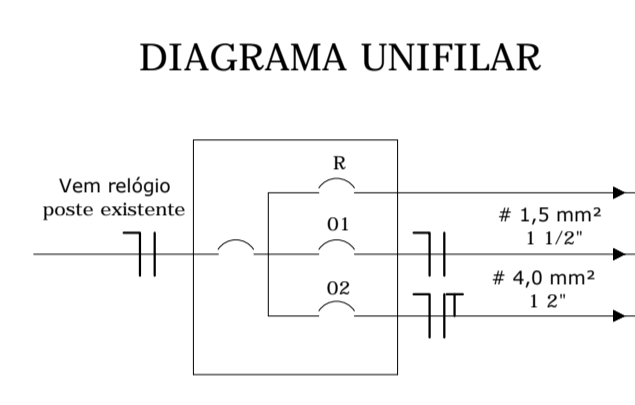 DIAGRAMA UNIFILAR
Vem relógio
poste existente
R
01
# 1,5 mm²
1 1/2"
02
# 4,0 mm²
1 2"